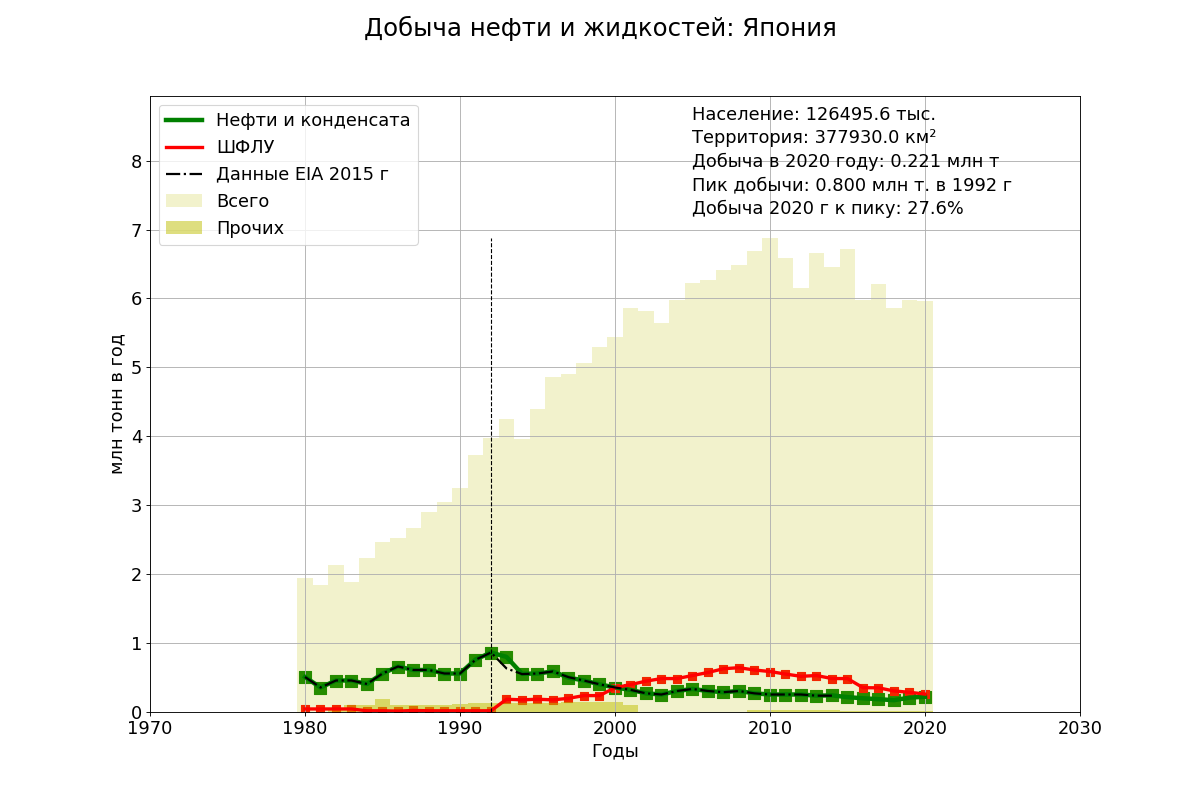 Добыча нефти и жидкостей: Япония
Нефти и конденсата
ШФЛУ
Данные EIA 2015 г
Всего
Прочих
Население: 126495.6 тыс.
Территория: 377930.0 км²
Добыча в 2020 году: 0.221 млн т
Пик добычи: 0.800 млн т. в 1992 г
Добыча 2020 г к пику: 27.6%
млн тонн в год
8
7
6
5
4
3
2
1
0
1970 1980 1990 2000 2010 2020 2030
Годы